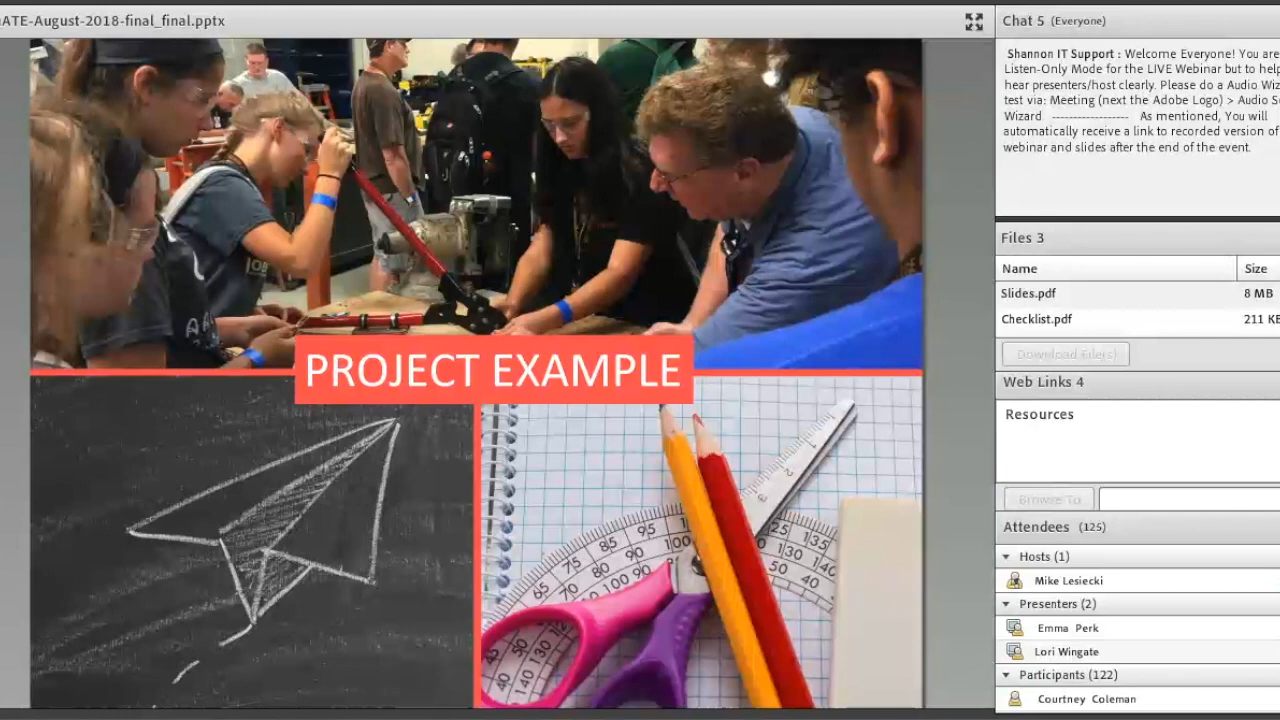 ATE-August-2018-final_final.pptx
PROJECT EXAMPLE
Chat 5 (Everyone)
Shannon IT Support : Welcome Everyone! You are
Listen-Only Mode for the LIVE Webinar but to help
hear presenters/host clearly. Please do a Audio Wiz
test via: Meeting (next the Adobe Logo) > Audio S
Wizard ------------------ As mentioned, You will
automatically receive a link to recorded version of
webinar and slides after the end of the event.
Files 3
Name Size
Slides.pdf 8 MB
Checklist.pdf 211 KB
Download File(s)
Web Links 4
Resources
Browse To
Attendees (125)
Hosts (1)
Mike Lesiecki
Presenters (2)
Emma Perk
Lori Wingate
Participants (122)
Courtney Coleman